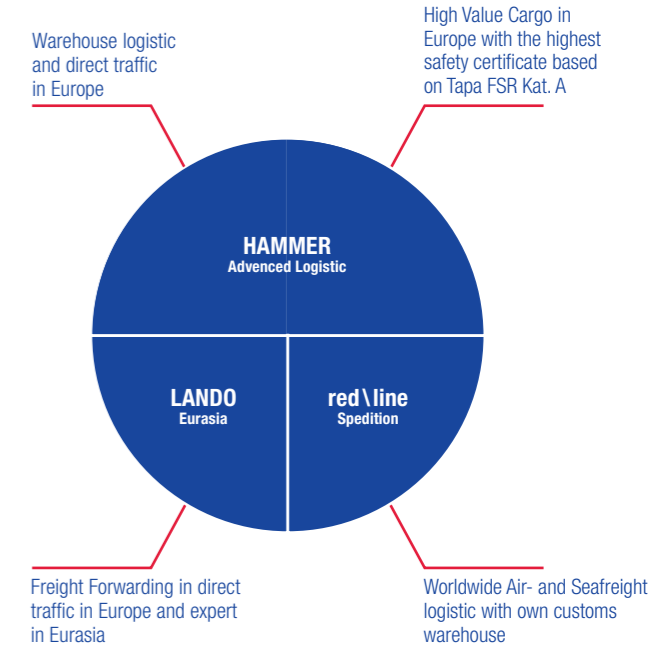 Warehouse logistic
and direct traffic
in Europe
High Value Cargo in
Europe with the highest
safety certificate based
on Tapa FSR Kat. A
HAMMER
Advenced Logistic
LANDO
Eurasia
red\line
Spedition
Freight Forwarding in direct
traffic in Europe and expert
in Eurasia
Worldwide Air- and Seafreight
logistic with own customs
warehouse